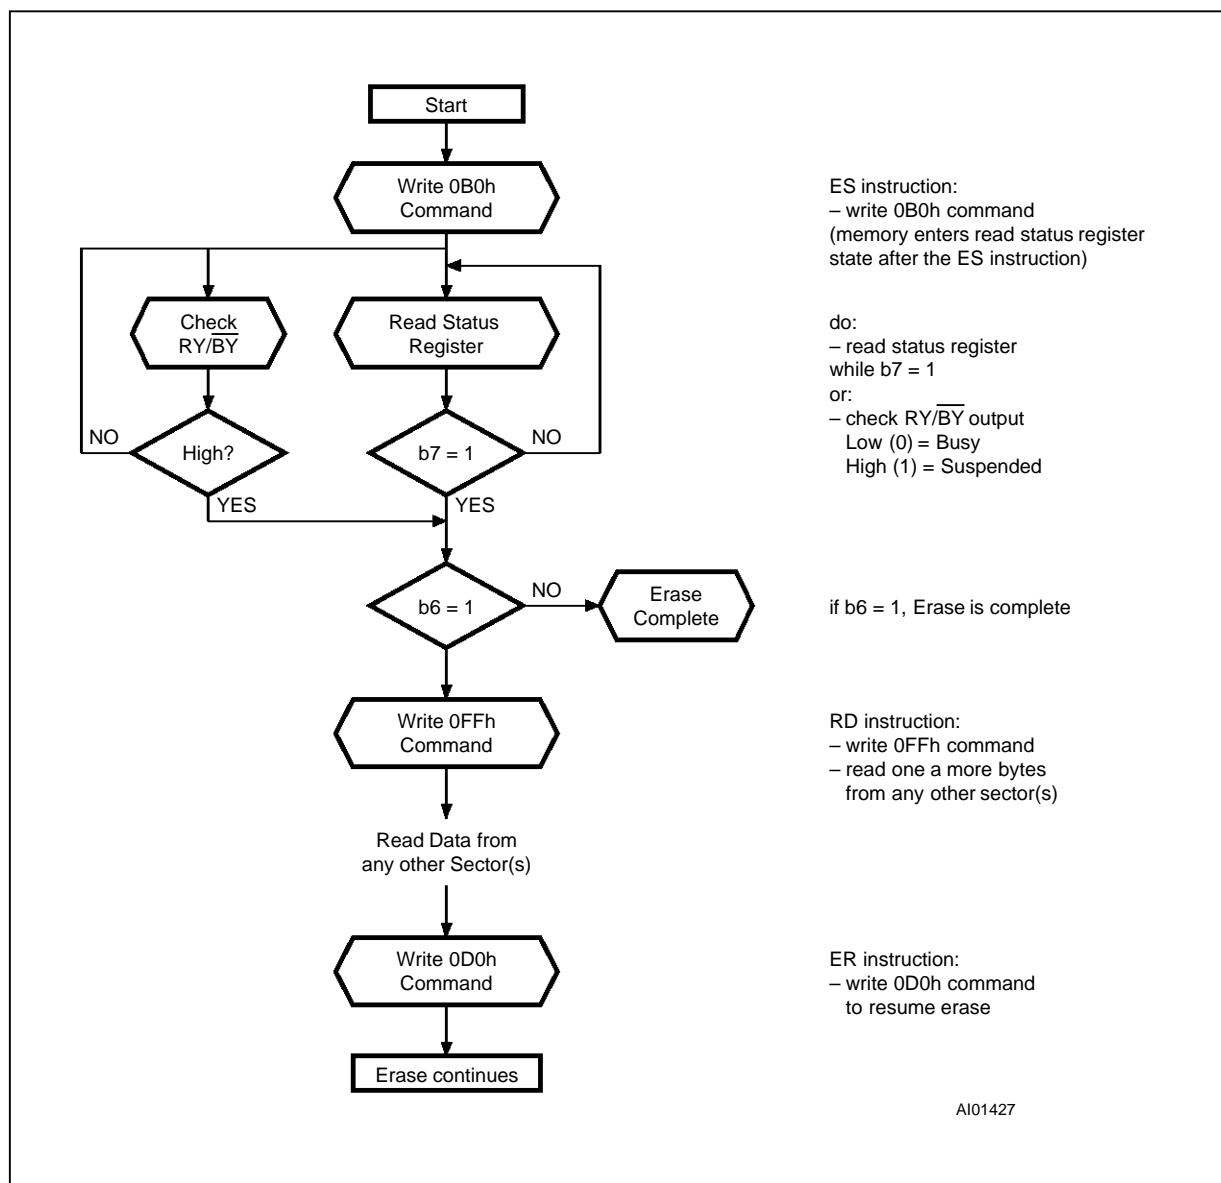 Start
Write 0B0h
Command
ES instruction:
– write 0B0h command
(memory enters read status register
state after the ES instruction)
Check
RY/B̅Y̅
Read Status
Register
do:
– read status register
while b7 = 1
or:
– check RY/B̅Y̅ output
Low (0) = Busy
High (1) = Suspended
NO
High?
b7 = 1
NO
YES
YES
b6 = 1
NO
Erase
Complete
if b6 = 1, Erase is complete
Write 0FFh
Command
RD instruction:
– write 0FFh command
– read one a more bytes
from any other sector(s)
Read Data from
any other Sector(s)
Write 0D0h
Command
ER instruction:
– write 0D0h command
to resume erase
Erase continues
AI01427